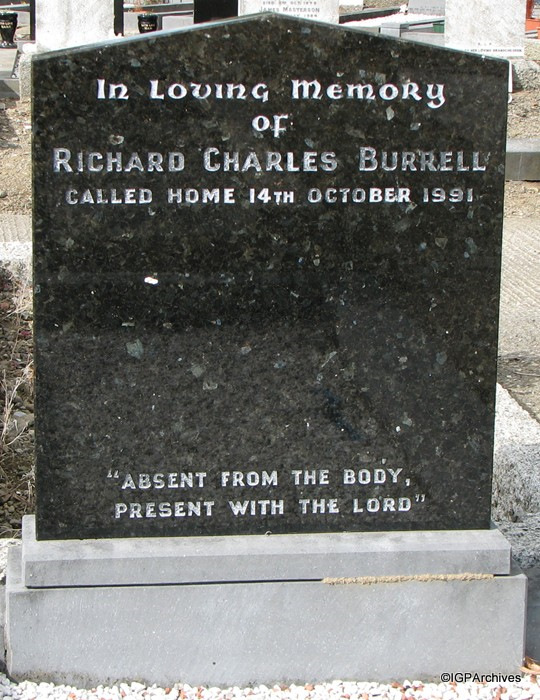 In Loving Memory
of
Richard Charles Burrell
CALLED HOME 14TH OCTOBER 1991
"ABSENT FROM THE BODY,
PRESENT WITH THE LORD"
©IGPArchives